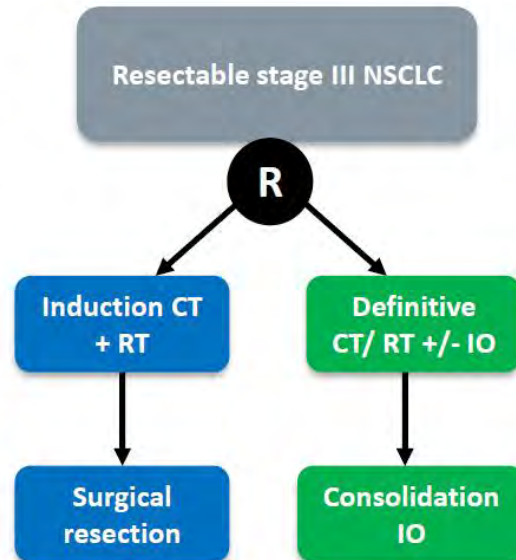 Resectable stage III NSCLC
R
Induction CT
+ RT
Definitive
CT/ RT +/- IO
Surgical
resection
Consolidation
IO